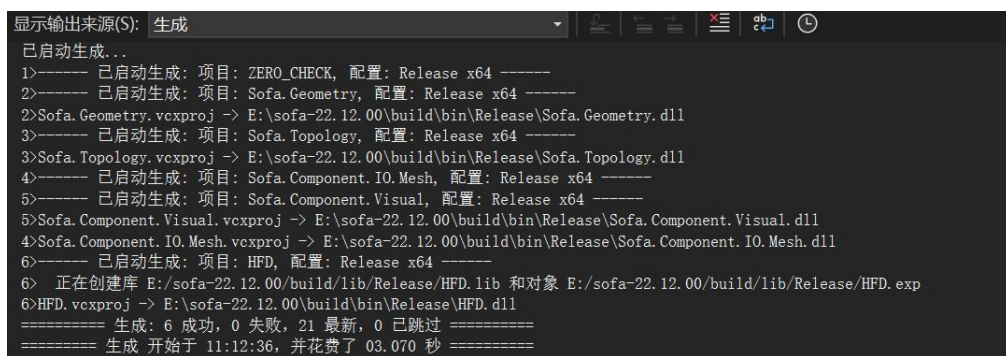 显示输出来源(S): 生成
已启动生成...
1>------ 已启动生成: 项目: ZERO_CHECK, 配置: Release x64 ------
2>------ 已启动生成: 项目: Sofa.Geometry, 配置: Release x64 ------
2>Sofa.Geometry.vcxproj -> E:\sofa-22.12.00\build\bin\Release\Sofa.Geometry.dll
3>------ 已启动生成: 项目: Sofa.Topology, 配置: Release x64 ------
3>Sofa.Topology.vcxproj -> E:\sofa-22.12.00\build\bin\Release\Sofa.Topology.dll
4>------ 已启动生成: 项目: Sofa.Component.IO.Mesh, 配置: Release x64 ------
5>------ 已启动生成: 项目: Sofa.Component.Visual, 配置: Release x64 ------
5>Sofa.Component.Visual.vcxproj -> E:\sofa-22.12.00\build\bin\Release\Sofa.Component.Visual.dll
4>Sofa.Component.IO.Mesh.vcxproj -> E:\sofa-22.12.00\build\bin\Release\Sofa.Component.IO.Mesh.dll
6>------ 已启动生成: 项目: HFD, 配置: Release x64 ------
6>  正在创建库 E:/sofa-22.12.00/build/lib/Release/HFD.lib 和对象 E:/sofa-22.12.00/build/lib/Release/HFD.exp
6>HFD.vcxproj -> E:\sofa-22.12.00\build\bin\Release\HFD.dll
========== 生成: 6 成功，0 失败，21 最新，0 已跳过 ==========
========= 生成 开始于 11:12:36，并花费了 03.070 秒 ==========